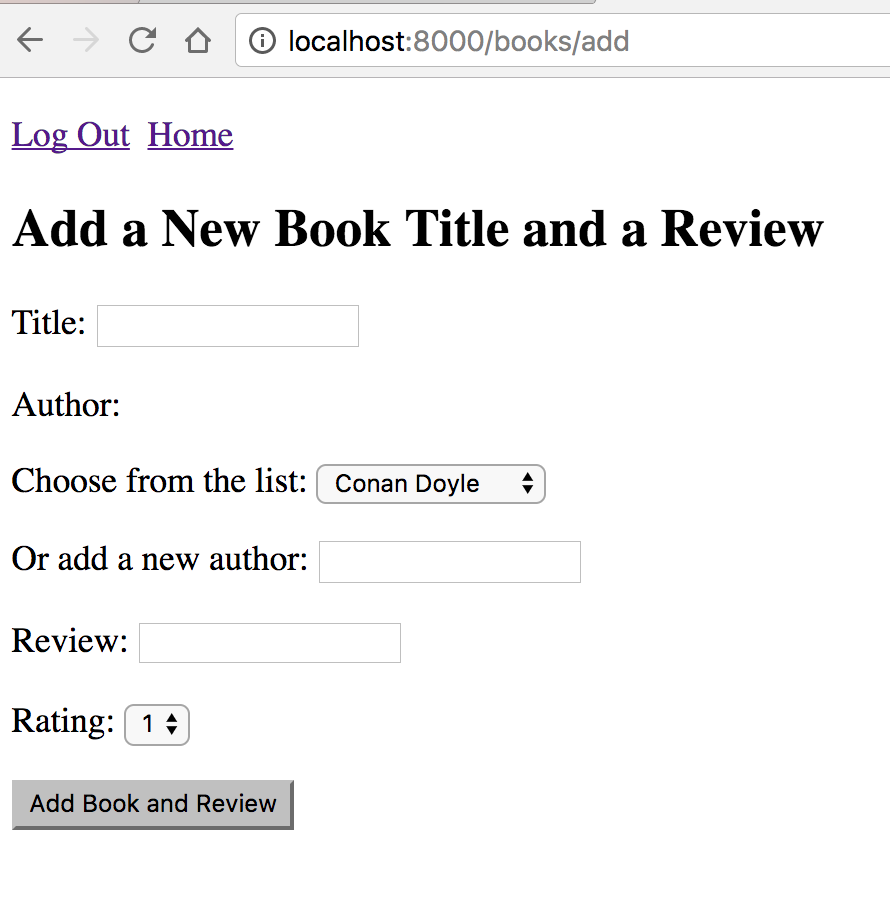 localhost:8000/books/add
Log Out Home
Add a New Book Title and a Review
Title:
Author:
Choose from the list: Conan Doyle
Or add a new author:
Review:
Rating: 1
Add Book and Review